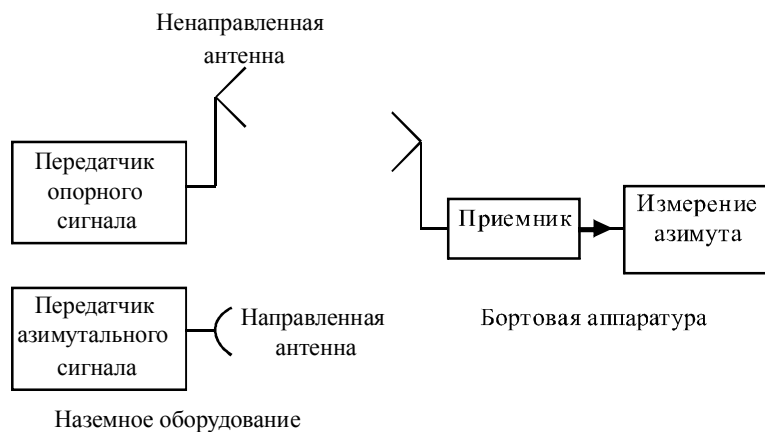 Ненаправленная
антенна
Передатчик
опорного
сигнала
Приемник
Измерение
азимута
Передатчик
азимутального
сигнала
Направленная
антенна
Бортовая аппаратура
Наземное оборудование